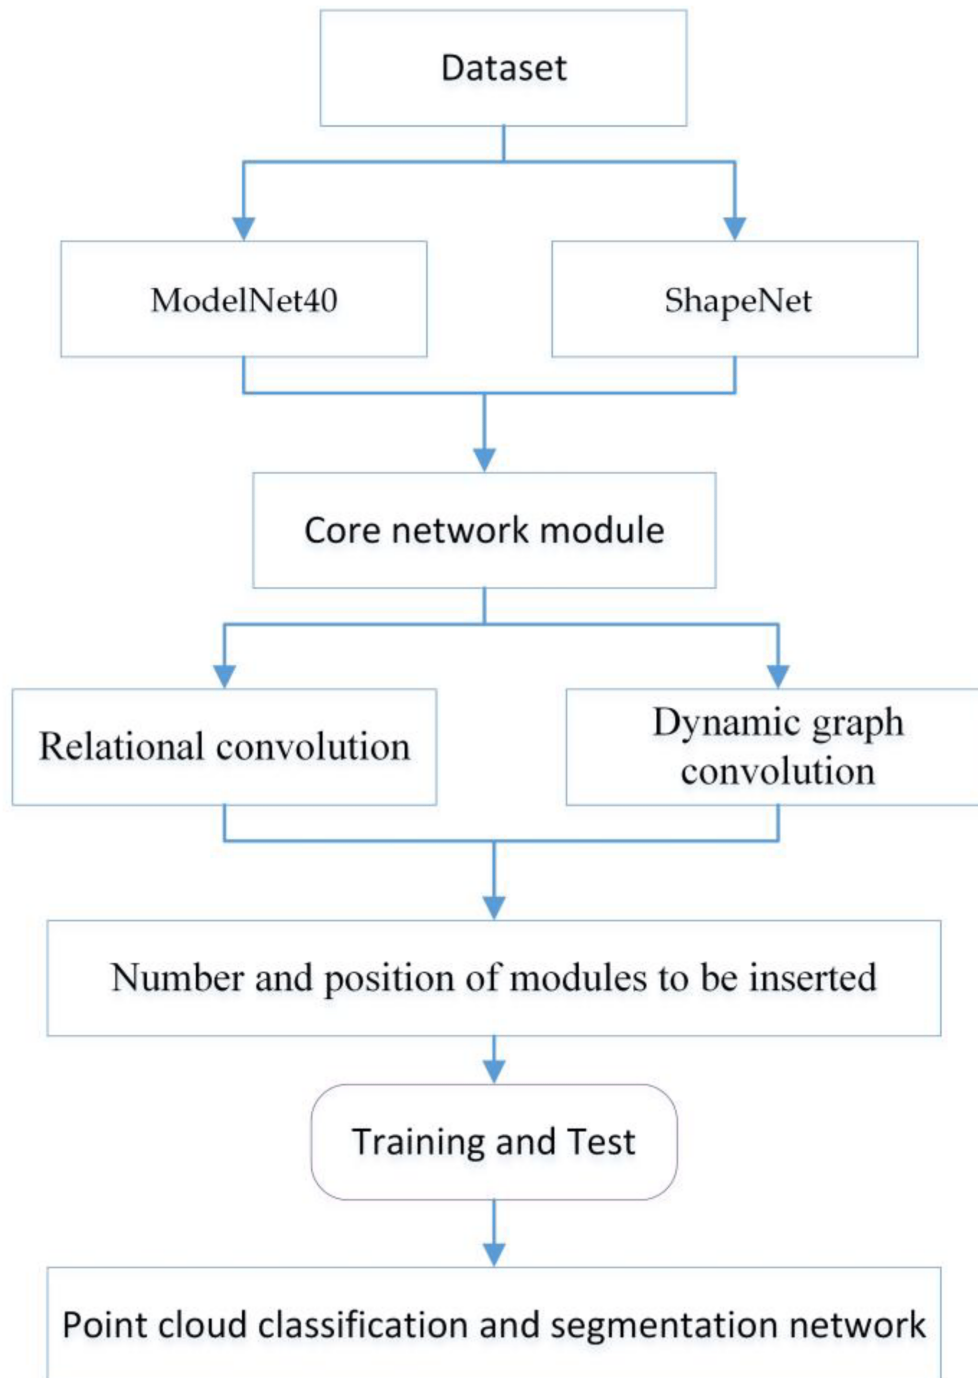 Dataset
ModelNet40
ShapeNet
Core network module
Relational convolution
Dynamic graph
convolution
Number and position of modules to be inserted
Training and Test
Point cloud classification and segmentation network